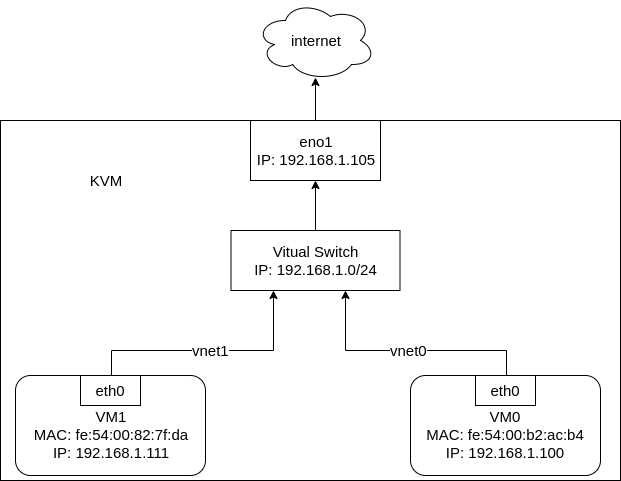 internet
eno1
IP: 192.168.1.105
KVM
Vitual Switch
IP: 192.168.1.0/24
vnet1
vnet0
eth0
VM1
MAC: fe:54:00:82:7f:da
IP: 192.168.1.111
eth0
VM0
MAC: fe:54:00:b2:ac:b4
IP: 192.168.1.100